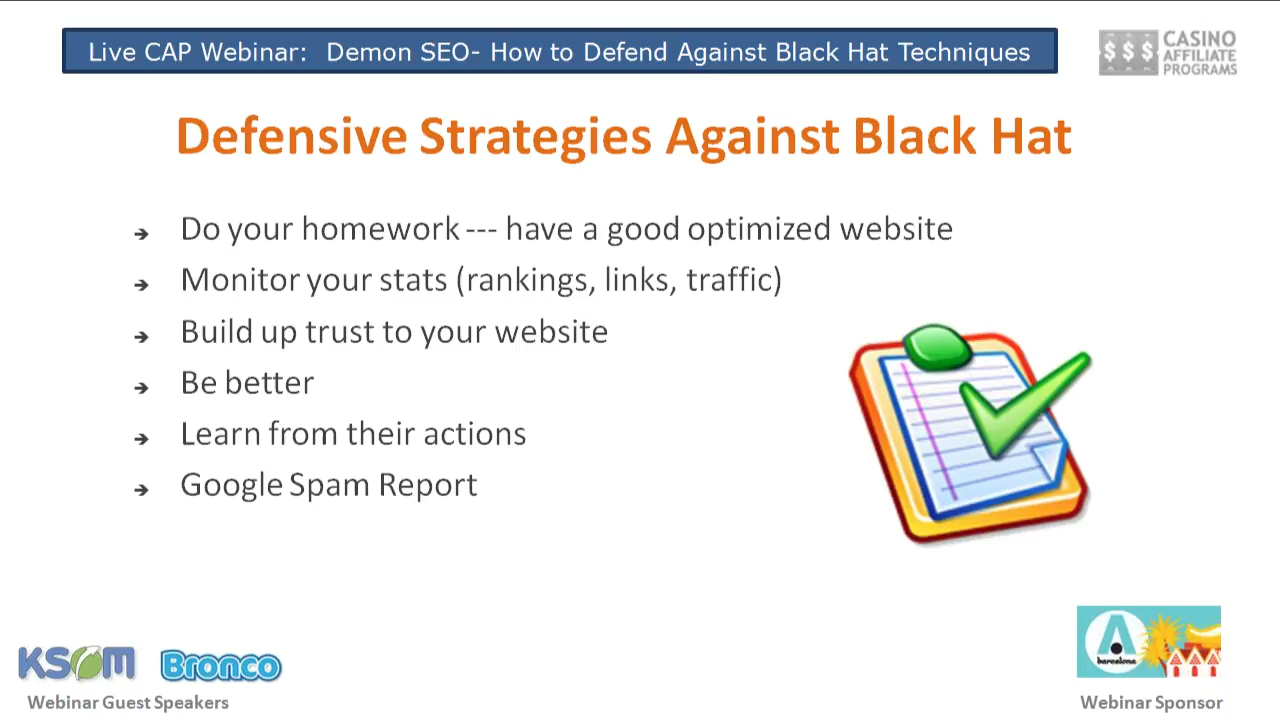 Live CAP Webinar:  Demon SEO- How to Defend Against Black Hat Techniques
$ $ $
CASINO
AFFILIATE
PROGRAMS
Defensive Strategies Against Black Hat
➔ Do your homework --- have a good optimized website
➔ Monitor your stats (rankings, links, traffic)
➔ Build up trust to your website
➔ Be better
➔ Learn from their actions
➔ Google Spam Report
KSOM
Bronco
A
barcelona
Webinar Guest Speakers
Webinar Sponsor